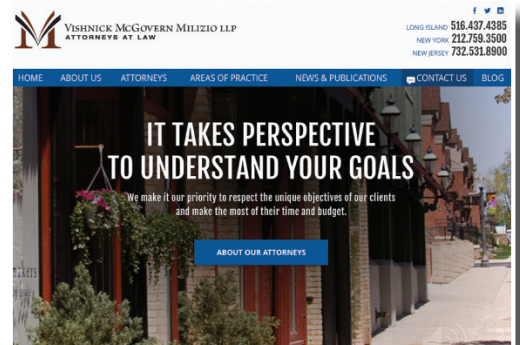 VISHNICK MCGOVERN MILIZIO LLP
ATTORNEYS AT LAW
LONG ISLAND 516.437.4385
NEW YORK 212.759.3500
NEW JERSEY 732.531.8900
HOME ABOUT US ATTORNEYS AREAS OF PRACTICE NEWS & PUBLICATIONS CONTACT US BLOG
IT TAKES PERSPECTIVE
TO UNDERSTAND YOUR GOALS
We make it our priority to respect the unique objectives of our clients
and make the most of their time and budget.
ABOUT OUR ATTORNEYS